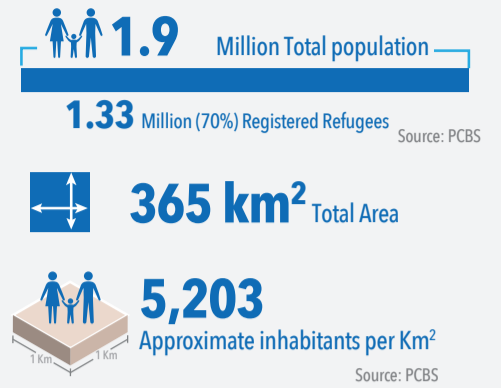 1.9 Million Total population
1.33 Million (70%) Registered Refugees
Source: PCBS
365 km² Total Area
5,203
Approximate inhabitants per Km²
1 Km
1 Km
Source: PCBS